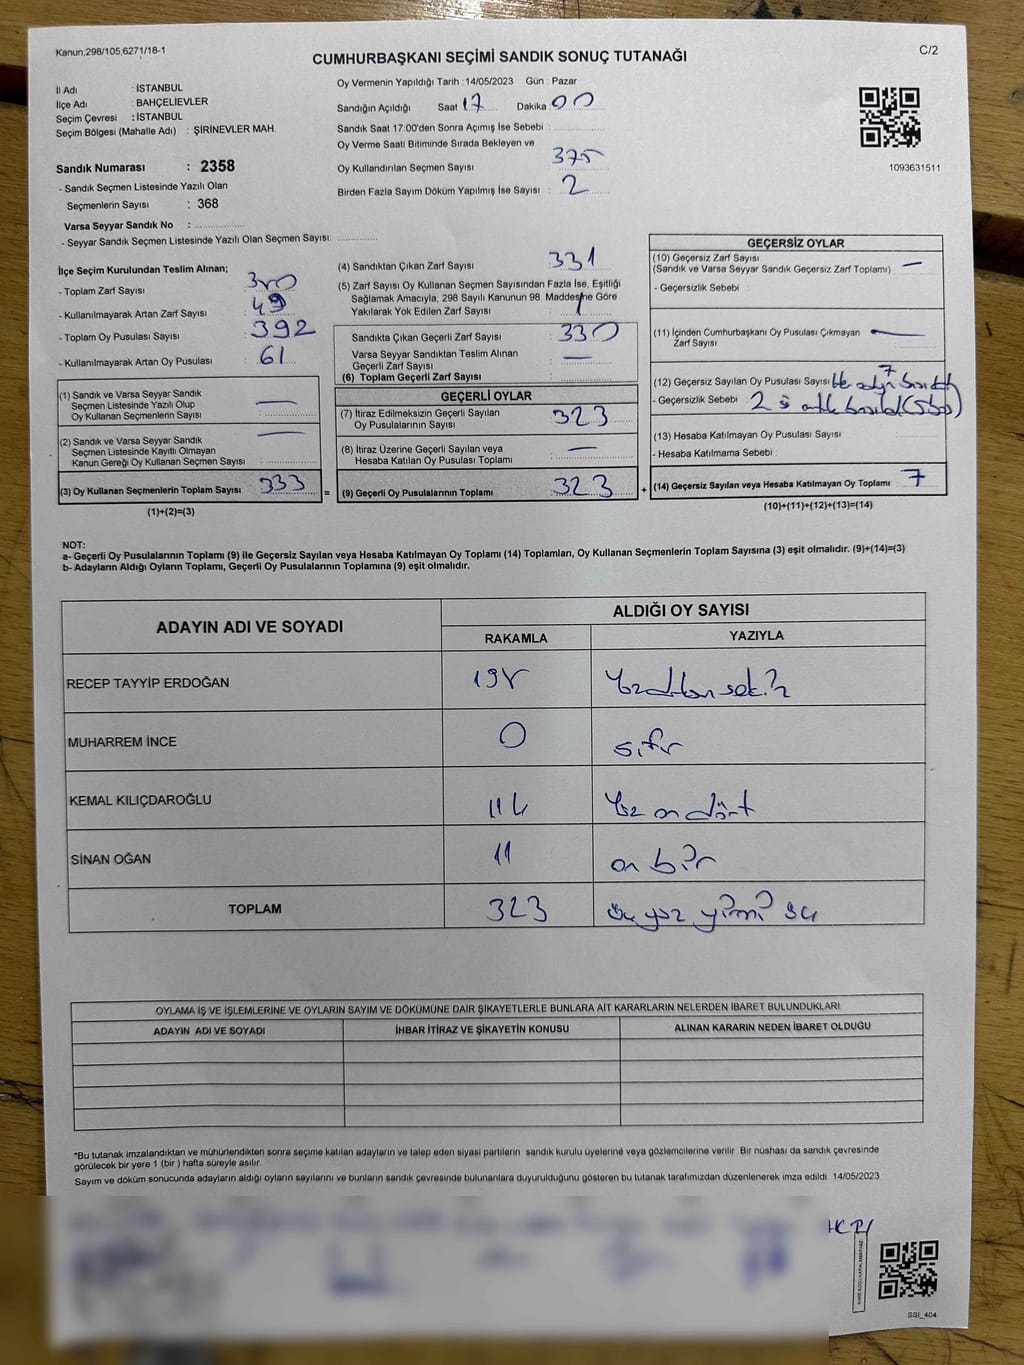 Kanun,298/105,6271/18-1
C/2
CUMHURBAŞKANI SEÇİMİ SANDIK SONUÇ TUTANAĞI
İl Adı : İSTANBUL
İlçe Adı : BAHÇELİEVLER
Seçim Çevresi : İSTANBUL
Seçim Bölgesi (Mahalle Adı) : ŞİRİNEVLER MAH.
Sandık Numarası : 2358
- Sandık Seçmen Listesinde Yazılı Olan
Seçmenlerin Sayısı : 368
Varsa Seyyar Sandık No :
- Seyyar Sandık Seçmen Listesinde Yazılı Olan Seçmen Sayısı:
Oy Vermenin Yapıldığı Tarih :14/05/2023 Gün : Pazar
Sandığın Açıldığı Saat 17 Dakika 00
Sandık Saat 17:00'den Sonra Açımış İse Sebebi :
Oy Verme Saati Bitiminde Sırada Bekleyen ve
Oy Kullandırılan Seçmen Sayısı : 375
Birden Fazla Sayım Döküm Yapılmış İse Sayısı : 2
1093631511
İlçe Seçim Kurulundan Teslim Alınan;
- Toplam Zarf Sayısı :
- Kullanılmayarak Artan Zarf Sayısı : 49
- Toplam Oy Pusulası Sayısı : 392
- Kullanılmayarak Artan Oy Pusulası : 61
(1) Sandık ve Varsa Seyyar Sandık
Seçmen Listesinde Yazılı Olup
Oy Kullanan Seçmenlerin Sayısı : —
(2) Sandık ve Varsa Seyyar Sandık
Seçmen Listesinde Kayıtlı Olmayan
Kanun Gereği Oy Kullanan Seçmen Sayısı : —
(3) Oy Kullanan Seçmenlerin Toplam Sayısı : 333
(1)+(2)=(3)
(4) Sandıktan Çıkan Zarf Sayısı : 331
(5) Zarf Sayısı Oy Kullanan Seçmen Sayısından Fazla İse, Eşitliği
Sağlamak Amacıyla, 298 Sayılı Kanunun 98. Maddesine Göre
Yakılarak Yok Edilen Zarf Sayısı : 1
Sandıkta Çıkan Geçerli Zarf Sayısı : 330
Varsa Seyyar Sandıktan Teslim Alınan
Geçerli Zarf Sayısı : —
(6) Toplam Geçerli Zarf Sayısı :
GEÇERLİ OYLAR
(7) İtiraz Edilmeksizin Geçerli Sayılan
Oy Pusulalarının Sayısı : 323
(8) İtiraz Üzerine Geçerli Sayılan veya
Hesaba Katılan Oy Pusulası Toplamı : —
= (9) Geçerli Oy Pusulalarının Toplamı : 323
GEÇERSİZ OYLAR
(10) Geçersiz Zarf Sayısı
(Sandık ve Varsa Seyyar Sandık Geçersiz Zarf Toplamı) : —
- Geçersizlik Sebebi :
(11) İçinden Cumhurbaşkanı Oy Pusulası Çıkmayan : —
Zarf Sayısı
(12) Geçersiz Sayılan Oy Pusulası Sayısı : 7
- Geçersizlik Sebebi : 2
(13) Hesaba Katılmayan Oy Pusulası Sayısı :
- Hesaba Katılmama Sebebi :
+ (14) Geçersiz Sayılan veya Hesaba Katılmayan Oy Toplamı : 7
(10)+(11)+(12)+(13)=(14)
NOT:
a- Geçerli Oy Pusulalarının Toplamı (9) ile Geçersiz Sayılan veya Hesaba Katılmayan Oy Toplamı (14) Toplamları, Oy Kullanan Seçmenlerin Toplam Sayısına (3) eşit olmalıdır. (9)+(14)=(3)
b- Adayların Aldığı Oyların Toplamı, Geçerli Oy Pusulalarının Toplamına (9) eşit olmalıdır.
ADAYIN ADI VE SOYADI
ALDIĞI OY SAYISI
RAKAMLA YAZIYLA
RECEP TAYYİP ERDOĞAN 198
MUHARREM İNCE 0 sıfır
KEMAL KILIÇDAROĞLU 114 Yüz on dört
SİNAN OĞAN 11 on bir
TOPLAM 323 üç yüz yirmi üç
OYLAMA İŞ VE İŞLEMLERİNE VE OYLARIN SAYIM VE DÖKÜMÜNE DAİR ŞİKAYETLERLE BUNLARA AİT KARARLARIN NELERDEN İBARET BULUNDUKLARI
ADAYIN ADI VE SOYADI İHBAR İTİRAZ VE ŞİKAYETİN KONUSU ALINAN KARARIN NEDEN İBARET OLDUĞU
*Bu tutanak imzalandıktan ve mühürlendikten sonra seçime katılan adayların ve talep eden siyasi partilerin sandık kurulu üyelerine veya gözlemcilerine verilir Bir nüshası da sandık çevresinde
görülecek bir yere 1 (bir ) hafta süreyle asılır.
Sayım ve döküm sonucunda adayların aldığı oyların sayılarını ve bunların sandık çevresinde bulunanlara duyurulduğunu gösteren bu tutanak tarafımızdan düzenlenerek imza edildi 14/05/2023
SSI_404